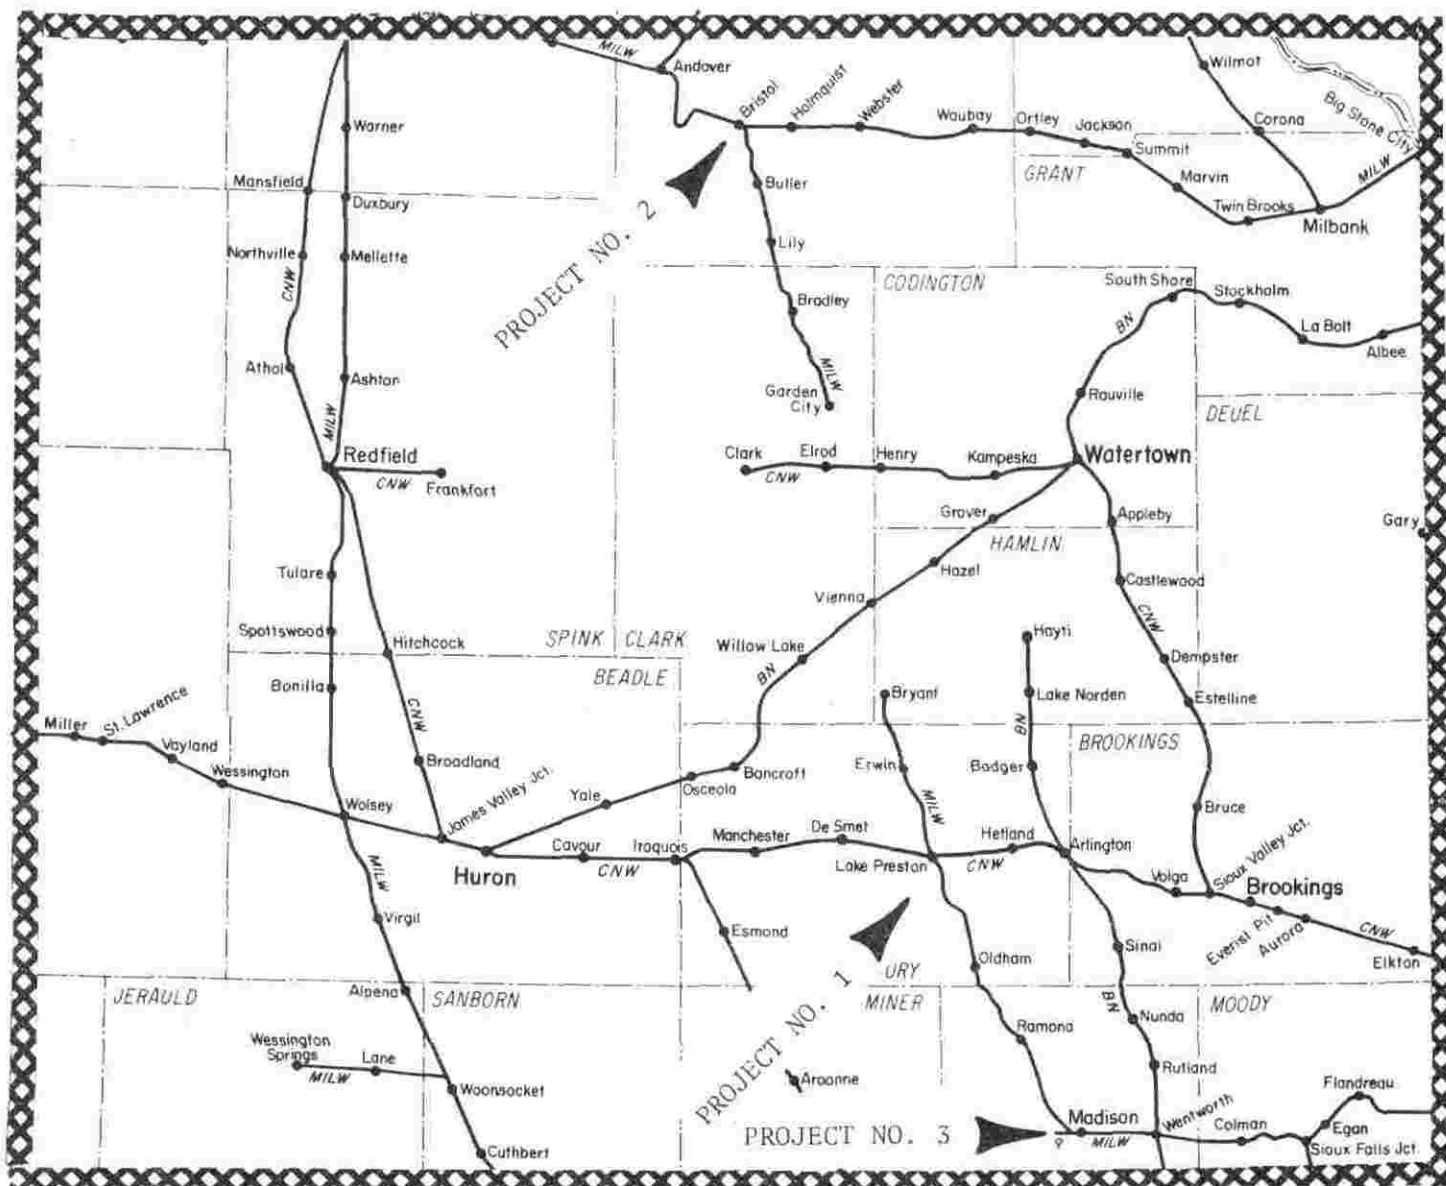 MILW
Andover
Bristol
Holmquist
Webster
Waubay
Ortley
Jackson
Summit
Wilmot
Corona
Big Stone City
MILW
Marvin
Twin Brooks
Milbank
GRANT
Warner
Mansfield
Duxbury
Northville
Mellette
CNW
Athol
Ashton
MILW
Redfield
CNW
Frankfort
Butler
Lily
Bradley
MILW
Garden
City
PROJECT NO. 2
CODINGTON
South Shore
Stockholm
La Bolt
Albee
BN
Rauville
DEUEL
Clark
Elrod
Henry
Kampeska
Watertown
CNW
Grover
Appleby
Gary
HAMLIN
Hazel
Castlewood
Vienna
CNW
Tulare
Spottswood
Hitchcock
SPINK
CLARK
Willow Lake
Hayti
Dempster
Bonilla
BEADLE
BN
Bryant
Lake Norden
Estelline
Miller
St. Lawrence
Vayland
Wessington
CNW
Broadland
BN
BROOKINGS
Wolsey
James Valley Jct.
Yale
Osceola
Bancroft
Erwin
Badger
Bruce
MILW
Huron
Cavour
CNW
Iroquois
Manchester
De Smet
Lake Preston
Hetland
CNW
Arlington
Volga
Sioux Valley Jct.
Brookings
Everist Pit
Aurora
CNW
Elkton
MILW
Virgil
Esmond
Oldham
Sinai
URY
JERAULD
Alpena
SANBORN
MINER
BN
MOODY
Nunda
Wessington
Springs
Lane
MILW
Woonsocket
Ramona
Rutland
Aroanne
PROJECT NO. 1
Flandreau
Madison
Wentworth
Colman
Egan
PROJECT NO. 3
MILW
Sioux Falls Jct.
Cuthbert